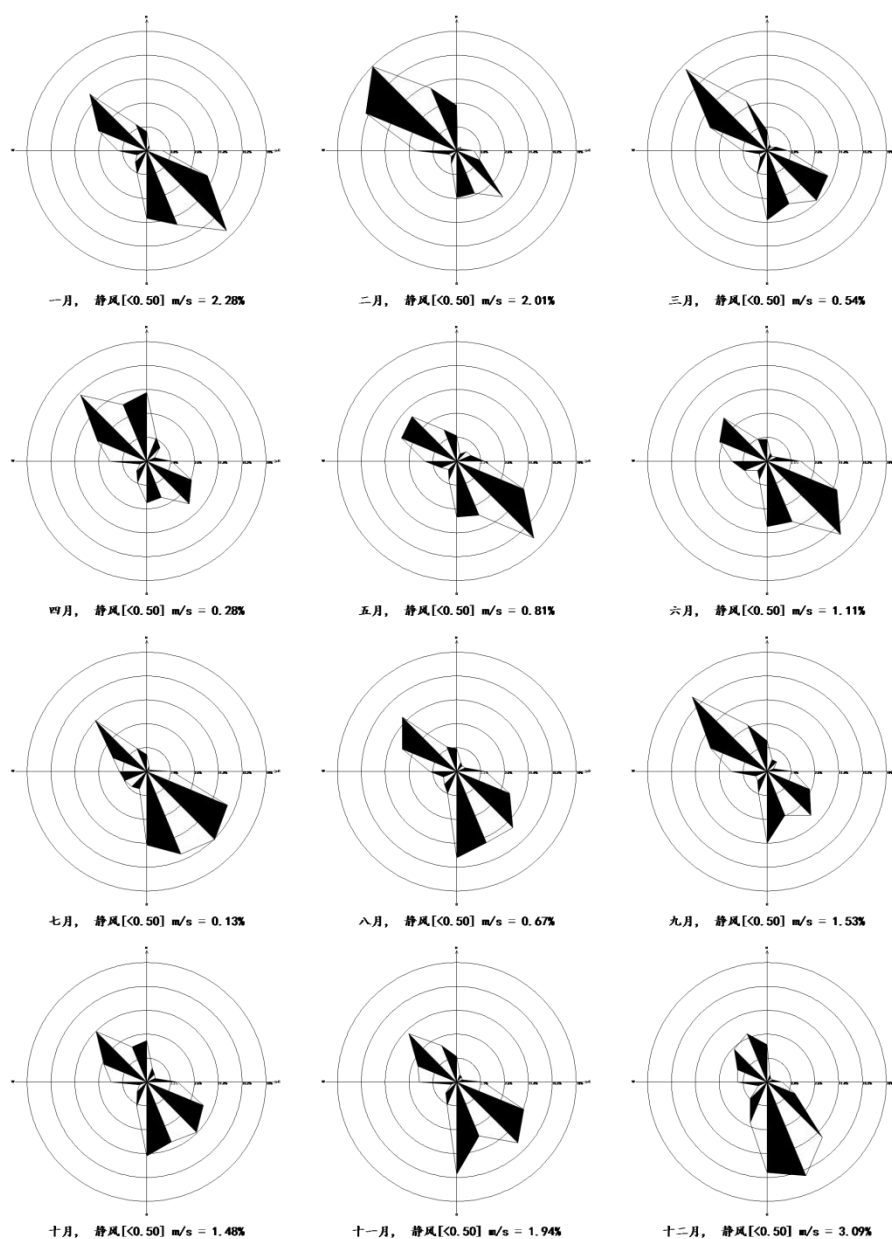 一月, 静风[<0.50] m/s = 2.28%
二月, 静风[<0.50] m/s = 2.01%
三月, 静风[<0.50] m/s = 0.54%
四月, 静风[<0.50] m/s = 0.28%
五月, 静风[<0.50] m/s = 0.81%
六月, 静风[<0.50] m/s = 1.11%
七月, 静风[<0.50] m/s = 0.13%
八月, 静风[<0.50] m/s = 0.67%
九月, 静风[<0.50] m/s = 1.53%
十月, 静风[<0.50] m/s = 1.48%
十一月, 静风[<0.50] m/s = 1.94%
十二月, 静风[<0.50] m/s = 3.09%